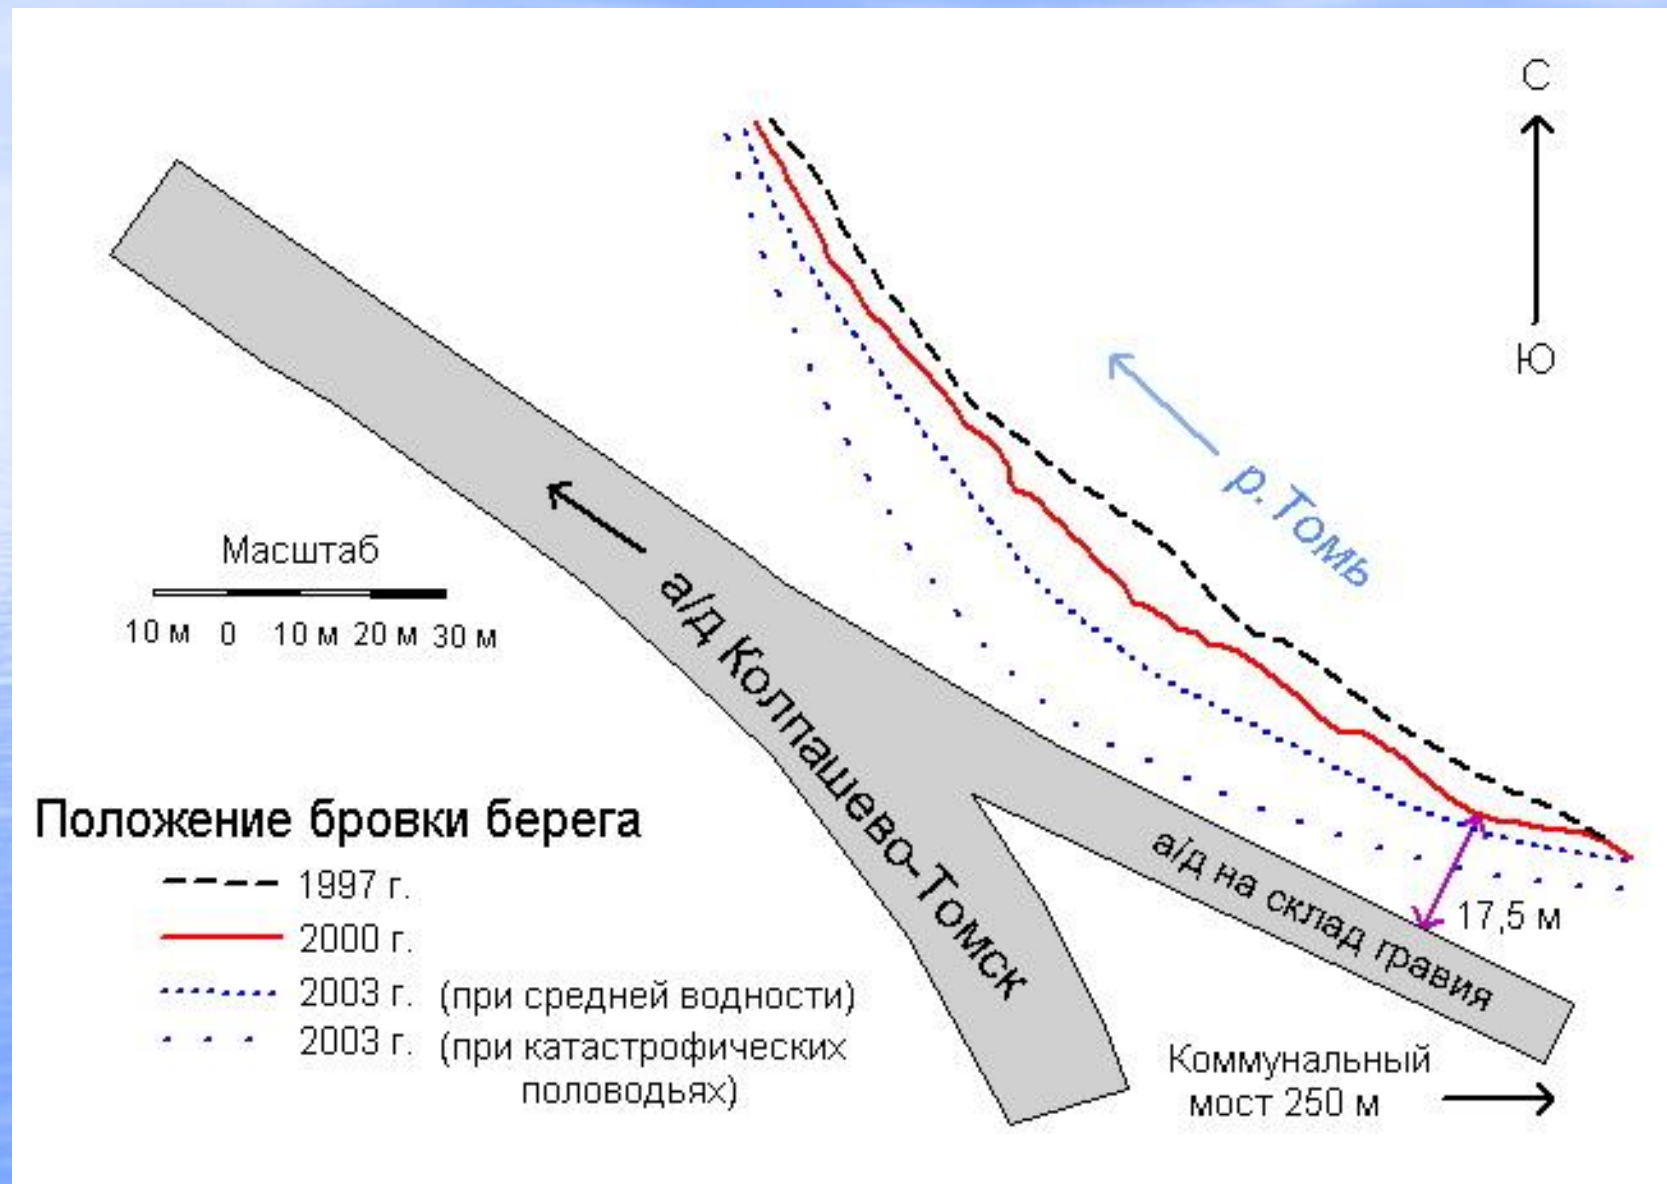 С
Ю
р. Томь
Масштаб
10 м 0 10 м 20 м 30 м
а/д Колпашево-Томск
а/д на склад гравия
17,5 м
Положение бровки берега
1997 г.
2000 г.
2003 г. (при средней водности)
2003 г. (при катастрофических
половодьях)
Коммунальный
мост 250 м